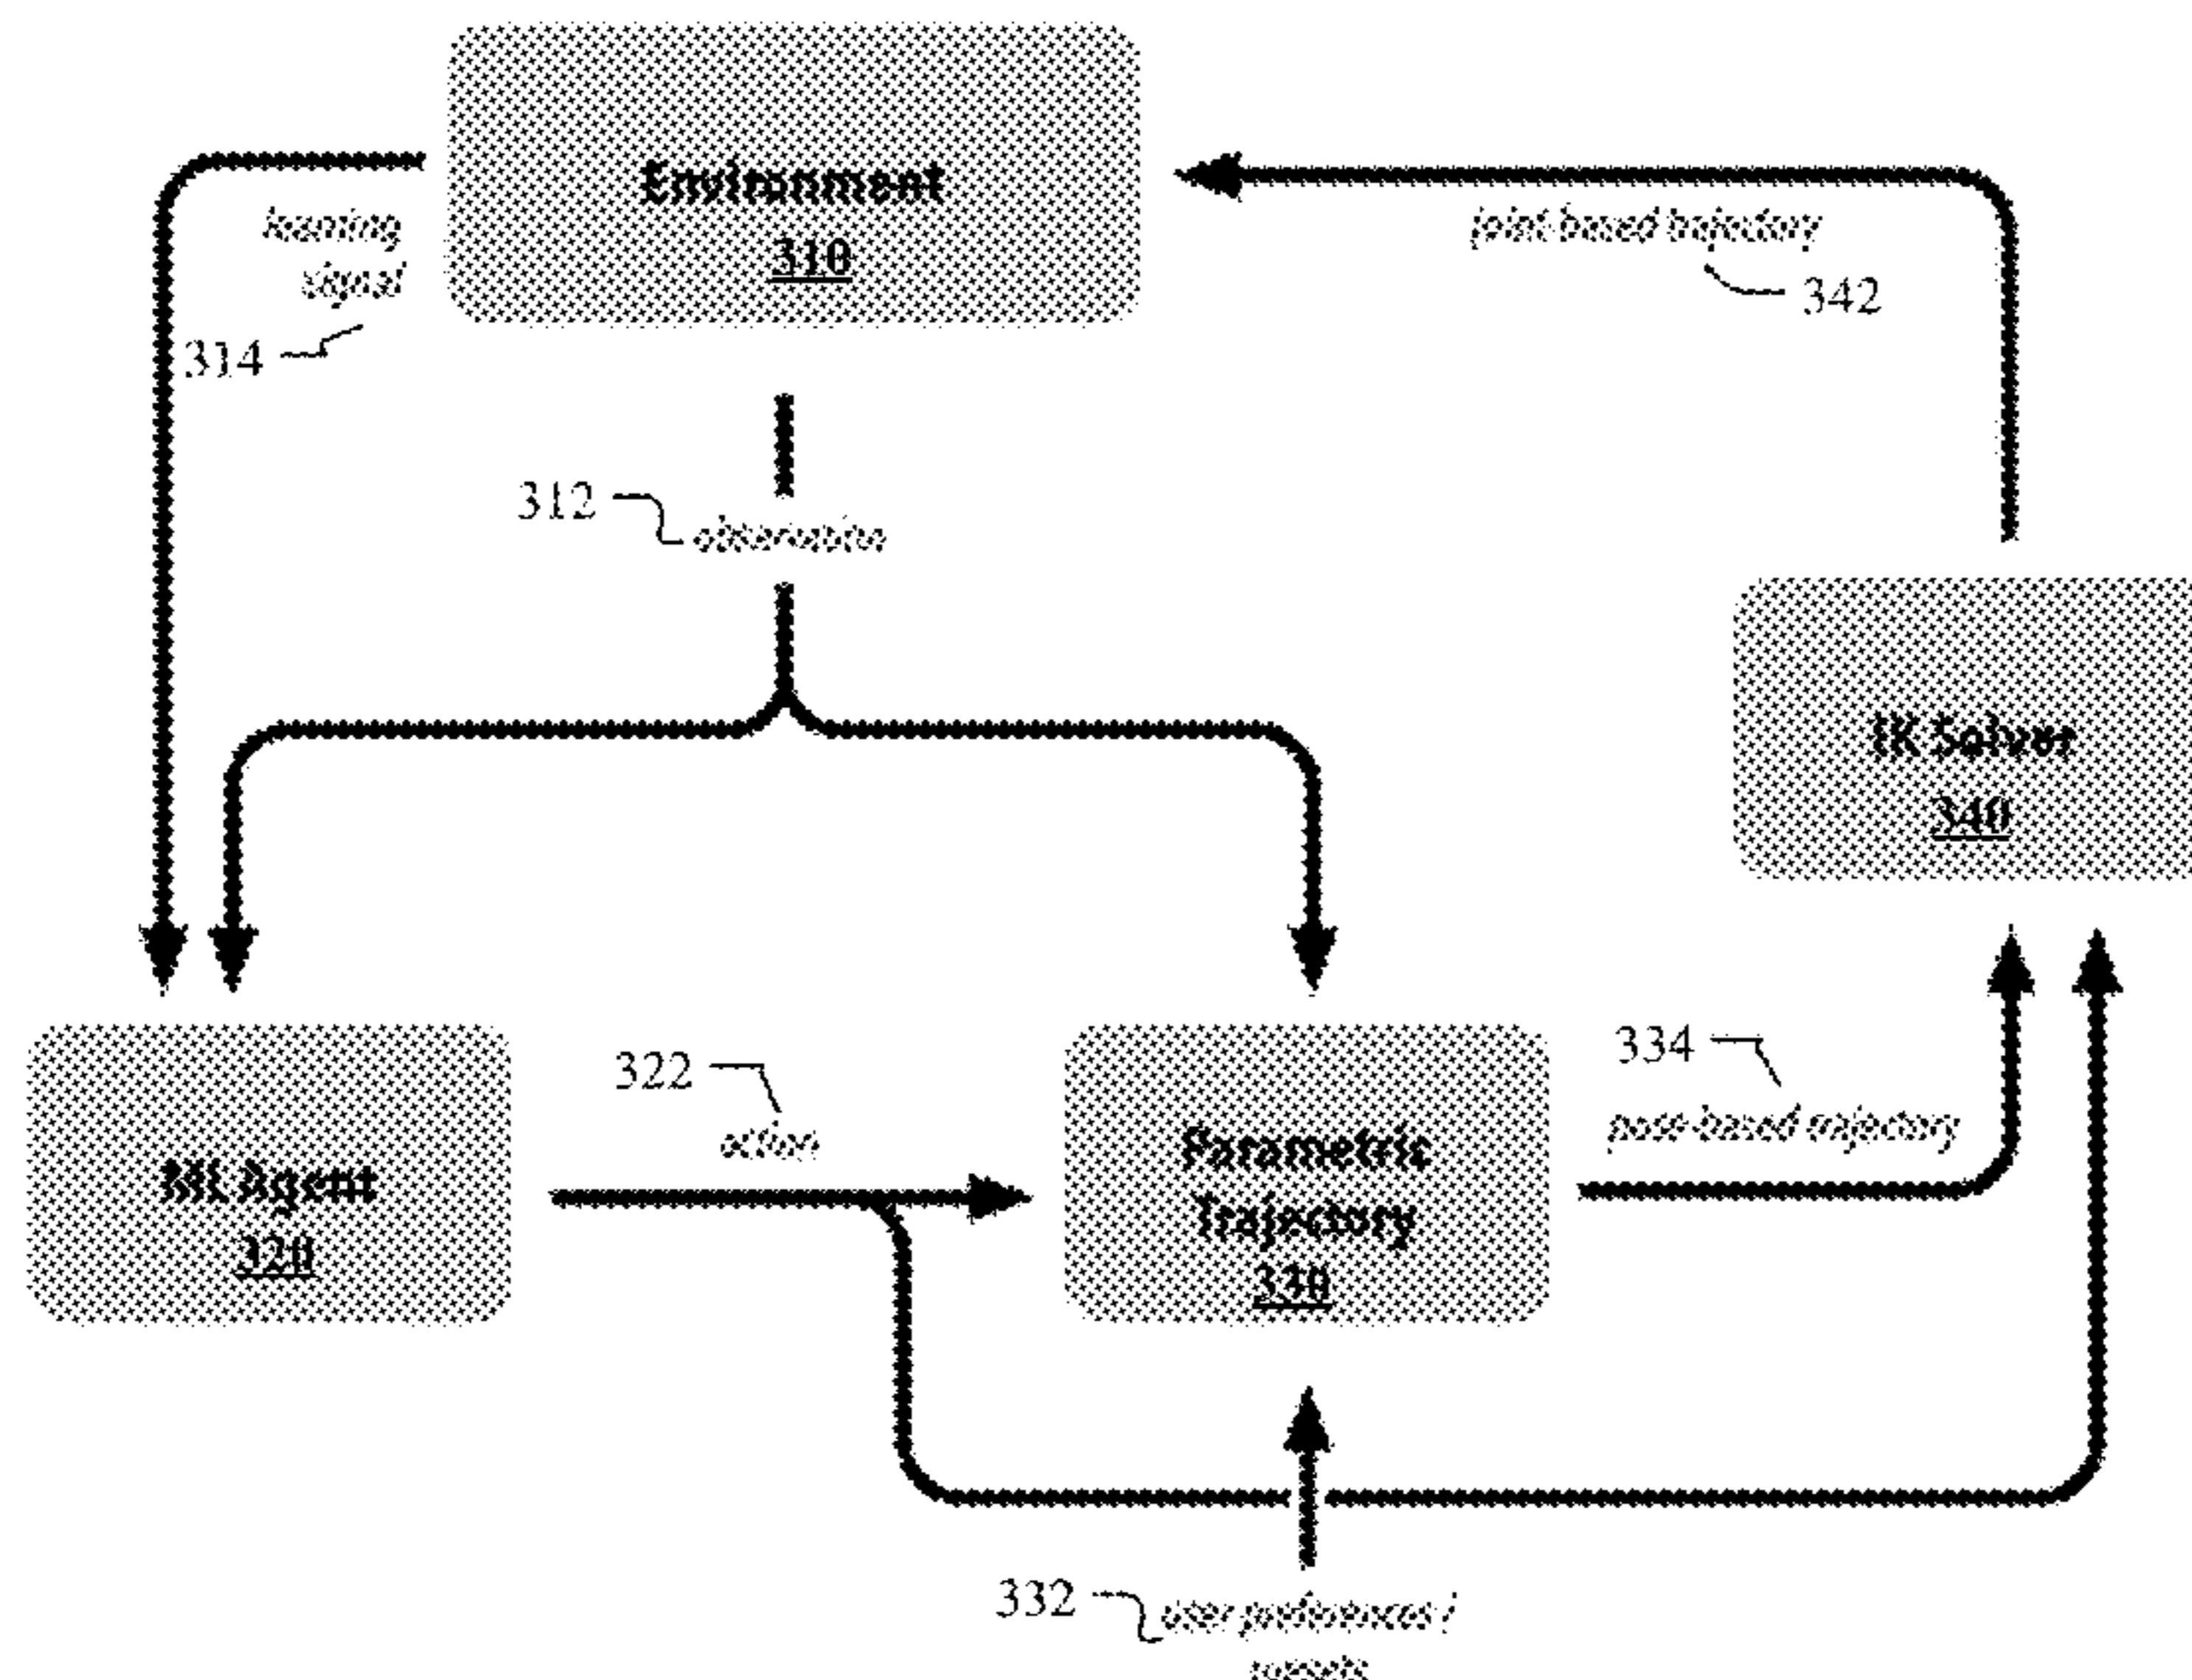 Environment
310
learning
signal
314
joint-based trajectory
342
312
observation
IK Solver
340
322
action
334
pose-based trajectory
ML Agent
320
Parametric
Trajectory
330
332
user preferences /
targets